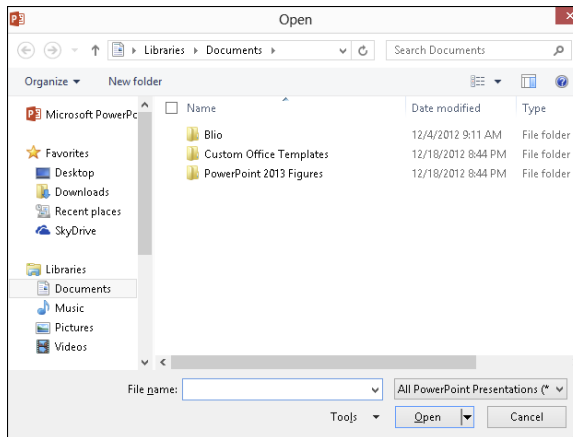 Open
Libraries Documents Search Documents
Organize New folder
Microsoft PowerPc Name Date modified Type
Blio 12/4/2012 9:11 AM File folder
Favorites Custom Office Templates 12/18/2012 8:44 PM File folder
Desktop PowerPoint 2013 Figures 12/18/2012 8:44 PM File folder
Downloads
Recent places
SkyDrive
Libraries
Documents
Music
Pictures
Videos
File name: All PowerPoint Presentations (*
Tools Open Cancel